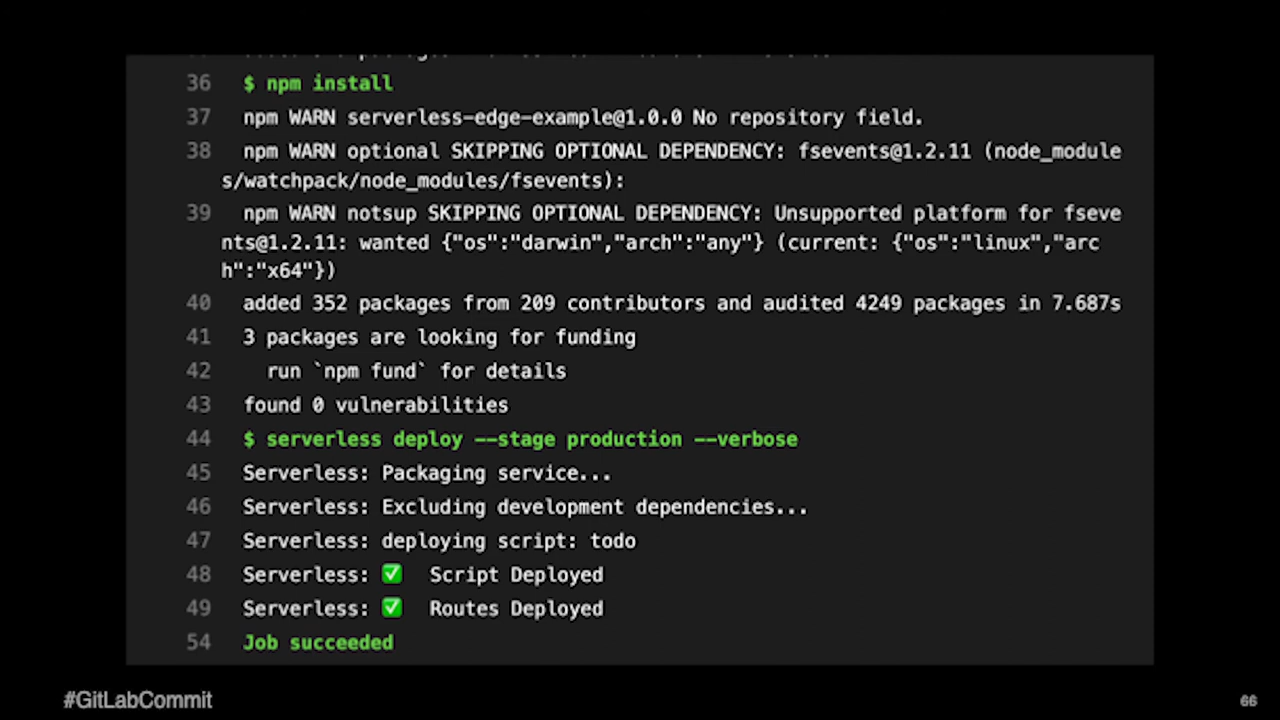 36 $ npm install
37 npm WARN serverless-edge-example@1.0.0 No repository field.
38 npm WARN optional SKIPPING OPTIONAL DEPENDENCY: fsevents@1.2.11 (node_module
s/watchpack/node_modules/fsevents):
39 npm WARN notsup SKIPPING OPTIONAL DEPENDENCY: Unsupported platform for fseve
nts@1.2.11: wanted {"os":"darwin","arch":"any"} (current: {"os":"linux","arc
h":"x64"})
40 added 352 packages from 209 contributors and audited 4249 packages in 7.687s
41 3 packages are looking for funding
42 run `npm fund` for details
43 found 0 vulnerabilities
44 $ serverless deploy --stage production --verbose
45 Serverless: Packaging service...
46 Serverless: Excluding development dependencies...
47 Serverless: deploying script: todo
48 Serverless: ✅ Script Deployed
49 Serverless: ✅ Routes Deployed
54 Job succeeded
#GitLabCommit
66